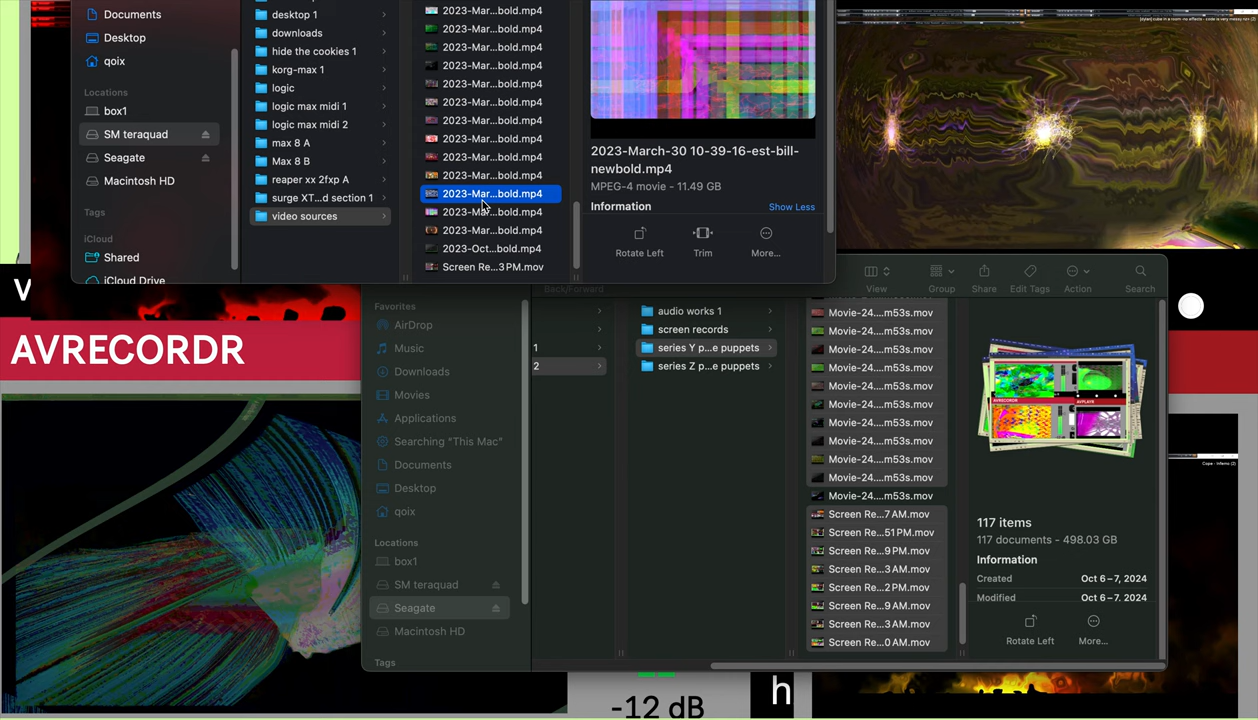 Documents
Desktop
qoix
Locations
box1
SM teraquad
Seagate
Macintosh HD
Tags
iCloud
Shared
iCloud Drive
desktop 1
downloads
hide the cookies 1
korg-max 1
logic
logic max midi 1
logic max midi 2
max 8 A
Max 8 B
reaper xx 2fxp A
surge XT...d section 1
video sources
2023-Mar...bold.mp4
2023-Mar...bold.mp4
2023-Mar...bold.mp4
2023-Mar...bold.mp4
2023-Mar...bold.mp4
2023-Mar...bold.mp4
2023-Mar...bold.mp4
2023-Mar...bold.mp4
2023-Mar...bold.mp4
2023-Mar...bold.mp4
2023-Mar...bold.mp4
2023-Mar...bold.mp4
2023-Mar...bold.mp4
2023-Oct...bold.mp4
Screen Re...3 PM.mov
2023-March-30 10-39-16-est-bill-
newbold.mp4
MPEG-4 movie - 11.49 GB
Information
Show Less
Rotate Left
Trim
More...
V
AVRECORDR
Back/Forward
View
Group
Share
Edit Tags
Action
Search
Favorites
AirDrop
Music
Downloads
Movies
Applications
Searching "This Mac"
Documents
Desktop
qoix
Locations
box1
SM teraquad
Seagate
Macintosh HD
Tags
1
2
audio works 1
screen records
series Y p...e puppets
series Z p...e puppets
Movie-24....m53s.mov
Movie-24....m53s.mov
Movie-24....m53s.mov
Movie-24....m53s.mov
Movie-24....m53s.mov
Movie-24....m53s.mov
Movie-24....m53s.mov
Movie-24....m53s.mov
Movie-24....m53s.mov
Movie-24....m53s.mov
Movie-24....m53s.mov
Screen Re...7 AM.mov
Screen Re...51 PM.mov
Screen Re...9 PM.mov
Screen Re...3 AM.mov
Screen Re...2 PM.mov
Screen Re...9 AM.mov
Screen Re...3 AM.mov
Screen Re...0 AM.mov
AVRECORDR
AVPLAYR
117 items
117 documents - 498.03 GB
Information
Created
Oct 6 – 7, 2024
Modified
Oct 6 – 7, 2024
Rotate Left
More...
Cope - Inferno (2)
-12 dB
h